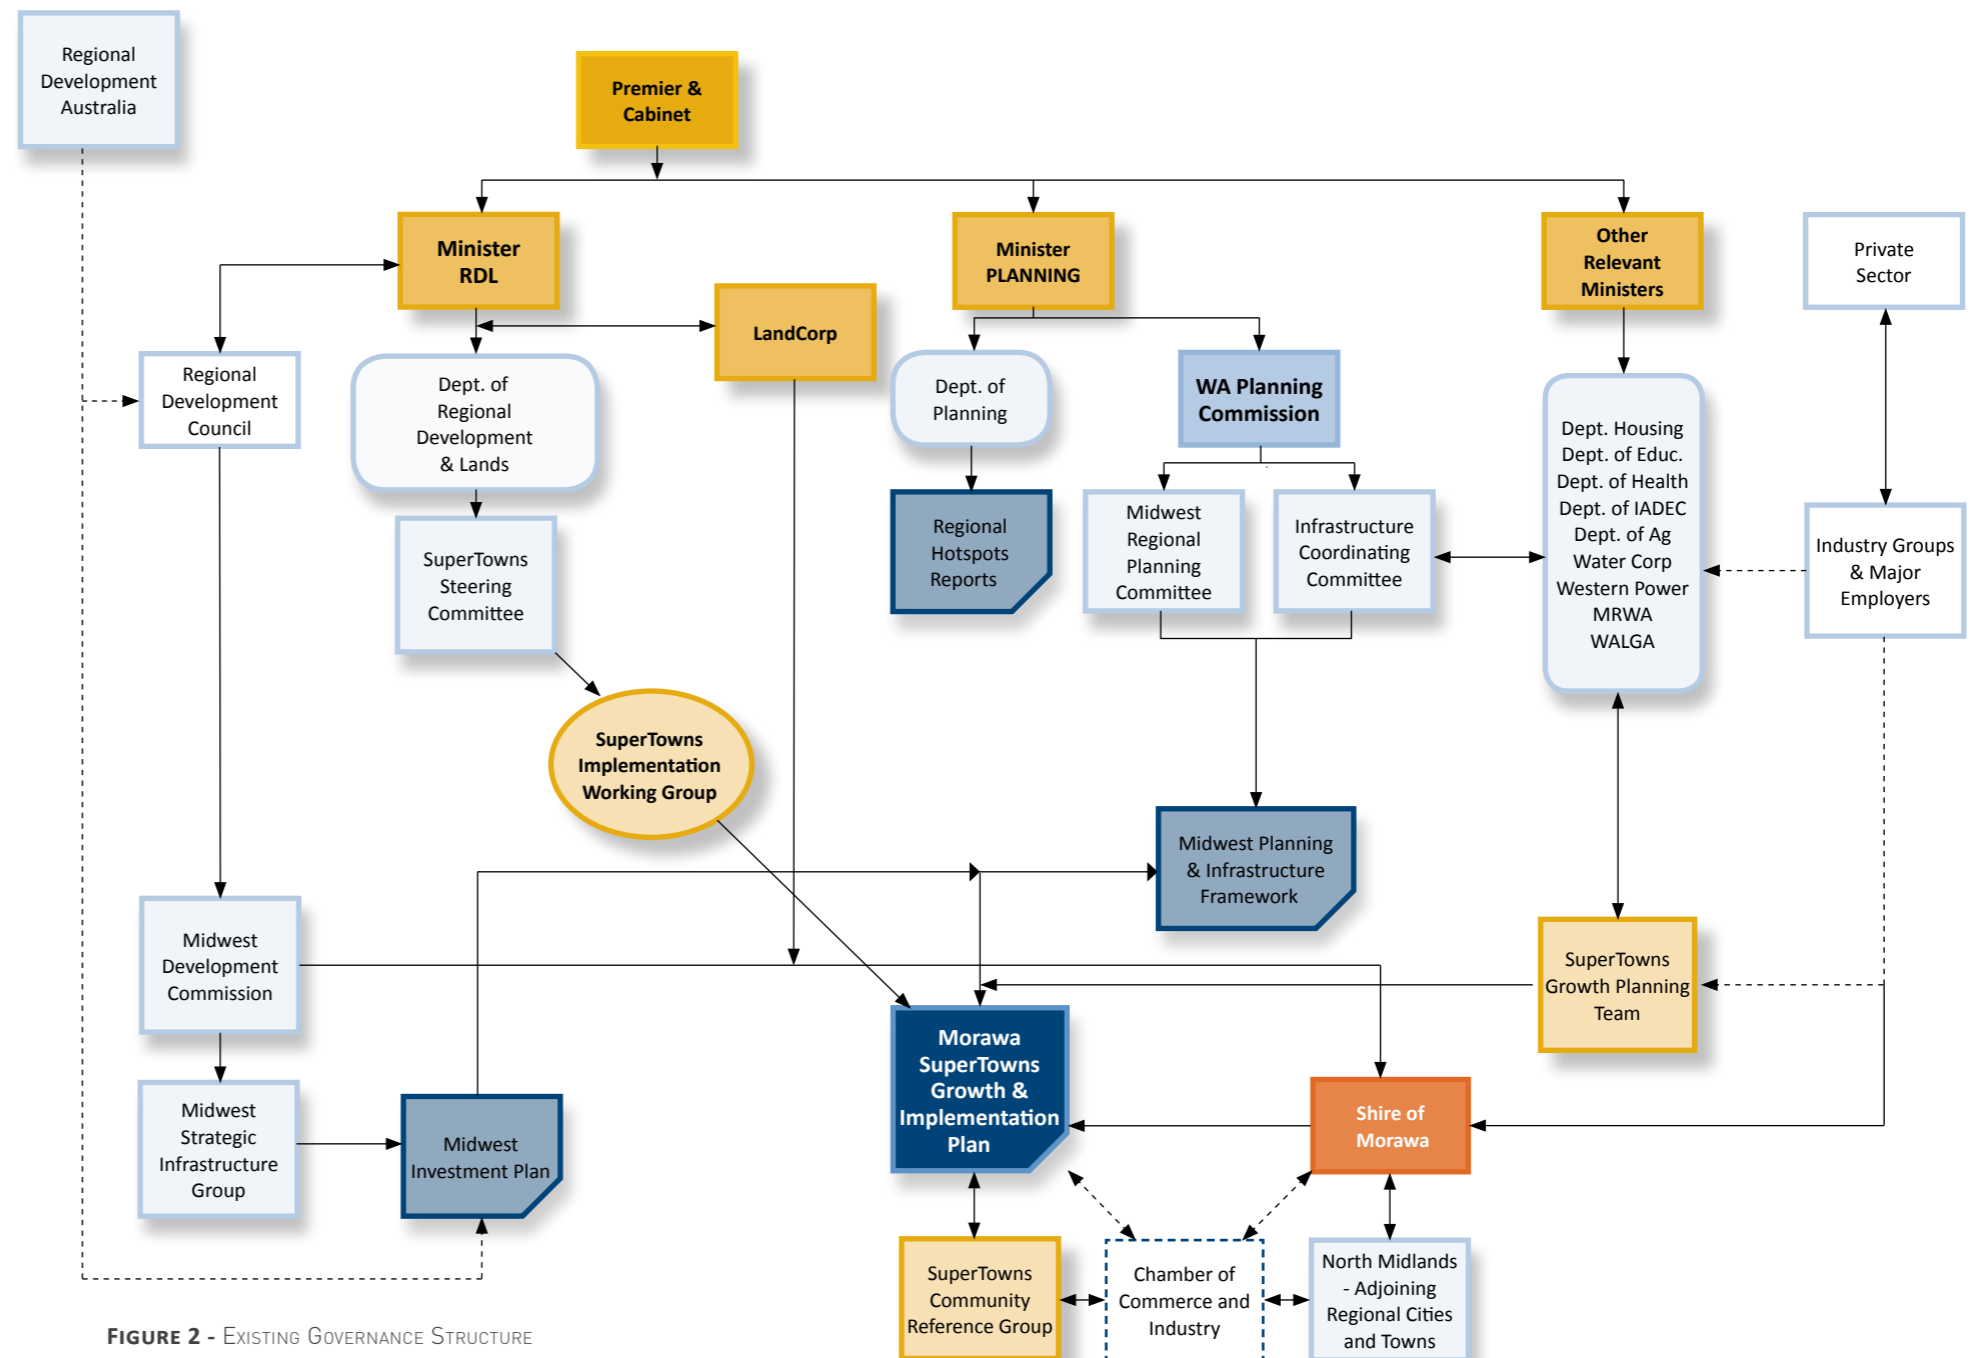 Regional
Development
Australia
Premier &
Cabinet
Minister
RDL
Minister
PLANNING
Other
Relevant
Ministers
Private
Sector
LandCorp
Regional
Development
Council
Dept. of
Regional
Development
& Lands
Dept. of
Planning
WA Planning
Commission
Dept. Housing
Dept. of Educ.
Dept. of Health
Dept. of IADEC
Dept. of Ag
Water Corp
Western Power
MRWA
WALGA
SuperTowns
Steering
Committee
Regional
Hotspots
Reports
Midwest
Regional
Planning
Committee
Infrastructure
Coordinating
Committee
Industry Groups
& Major
Employers
SuperTowns
Implementation
Working Group
Midwest Planning
& Infrastructure
Framework
Midwest
Development
Commission
SuperTowns
Growth Planning
Team
Morawa
SuperTowns
Growth &
Implementation
Plan
Midwest
Strategic
Infrastructure
Group
Midwest
Investment Plan
Shire of
Morawa
SuperTowns
Community
Reference Group
Chamber of
Commerce and
Industry
North Midlands
- Adjoining
Regional Cities
and Towns
FIGURE 2 - EXISTING GOVERNANCE STRUCTURE